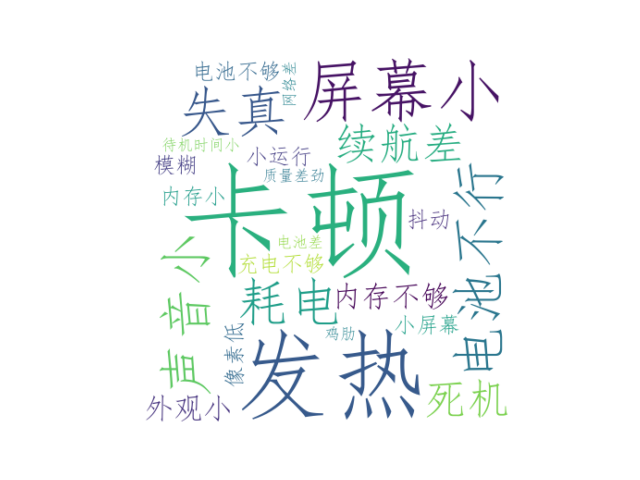 电池不够
网络差
屏幕小
失真
续航差
待机时间小
模糊
小运行
质量差劲
内存小
卡顿
抖动
电池不行
声音小
电池差
充电不够
耗电
内存不够
像素低
鸡肋
小屏幕
发热
死机
外观小